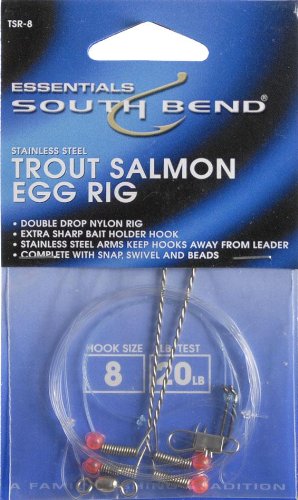 TSR-8
ESSENTIALS
SOUTH BEND®
STAINLESS STEEL
TROUT SALMON
EGG RIG
• DOUBLE DROP NYLON RIG
• EXTRA SHARP BAIT HOLDER HOOK
• STAINLESS STEEL ARMS KEEP HOOKS AWAY FROM LEADER
• COMPLETE WITH SNAP, SWIVEL AND BEADS
HOOK SIZE LB TEST
8 20LB
A FAMILY TRADITION